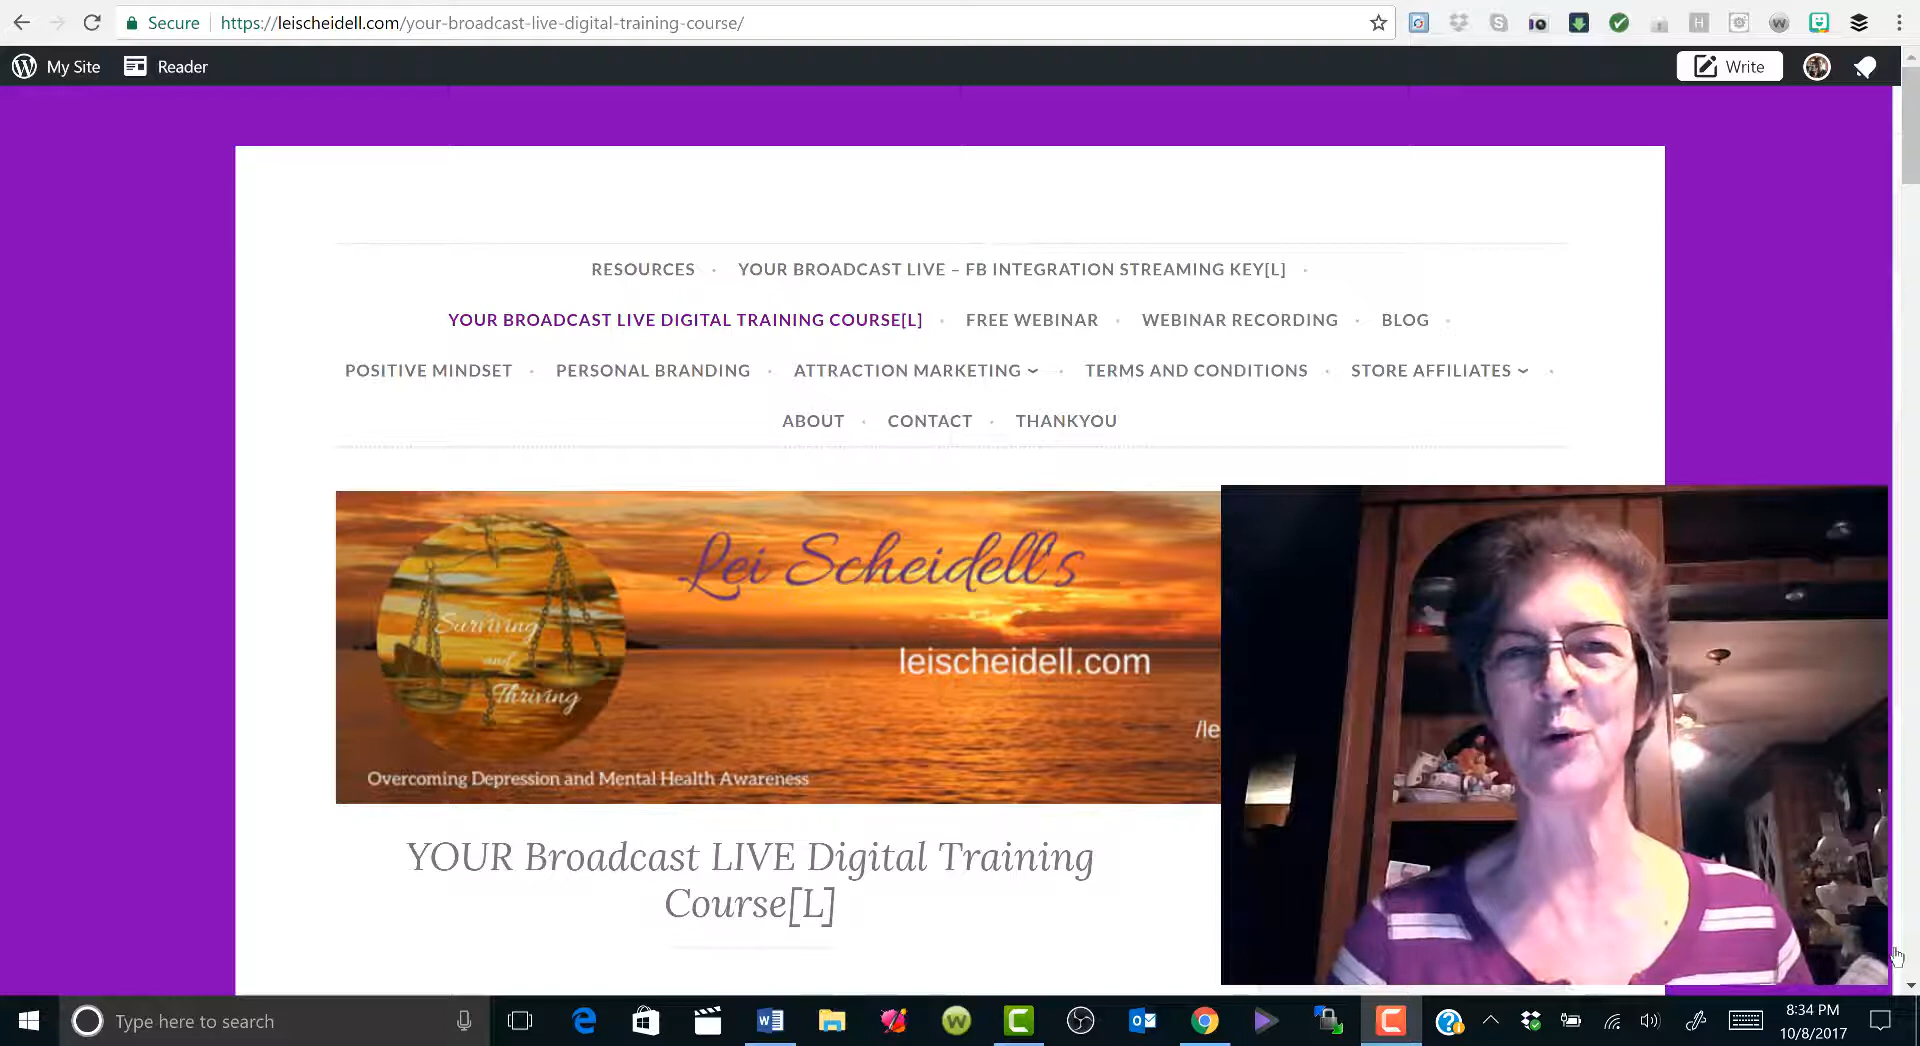 Secure https://leischeidell.com/your-broadcast-live-digital-training-course/
My Site Reader Write
RESOURCES YOUR BROADCAST LIVE – FB INTEGRATION STREAMING KEY[L]
YOUR BROADCAST LIVE DIGITAL TRAINING COURSE[L] FREE WEBINAR WEBINAR RECORDING BLOG
POSITIVE MINDSET PERSONAL BRANDING ATTRACTION MARKETING TERMS AND CONDITIONS STORE AFFILIATES
ABOUT CONTACT THANKYOU
Lei Scheidell's
Surviving
and
Thriving
leischeidell.com
/le
Overcoming Depression and Mental Health Awareness
YOUR Broadcast LIVE Digital Training
Course[L]
Type here to search
8:34 PM
10/8/2017